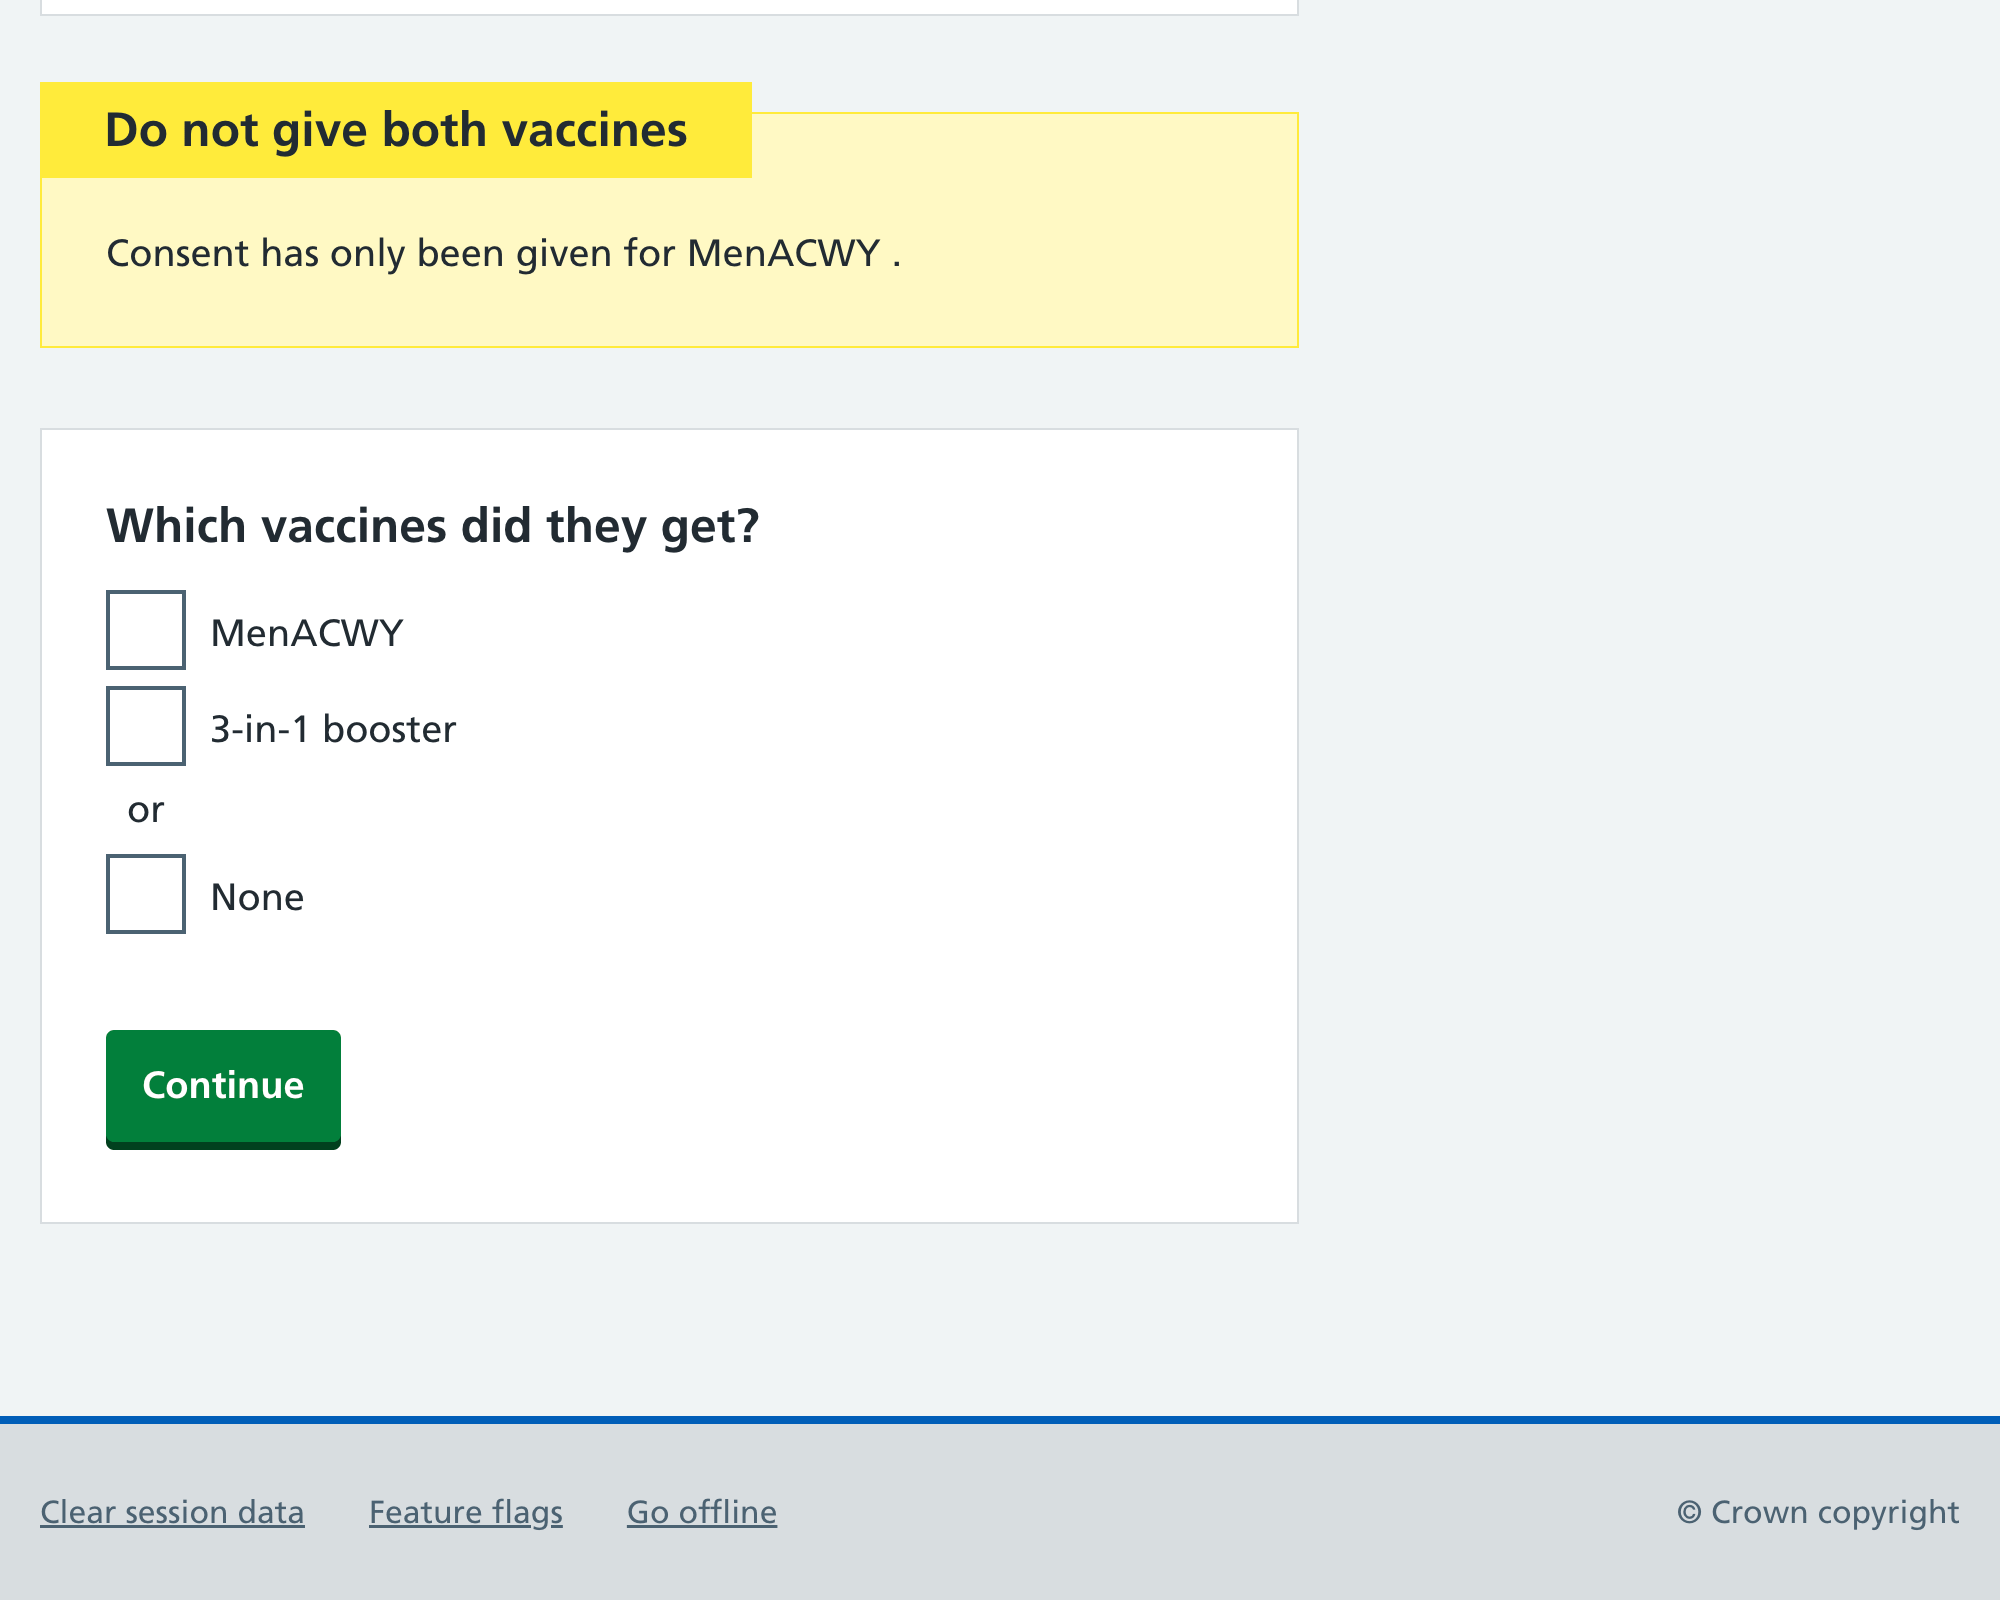 Do not give both vaccines
Consent has only been given for MenACWY .
Which vaccines did they get?
MenACWY
3-in-1 booster
or
None
Continue
Clear session data Feature flags Go offline © Crown copyright